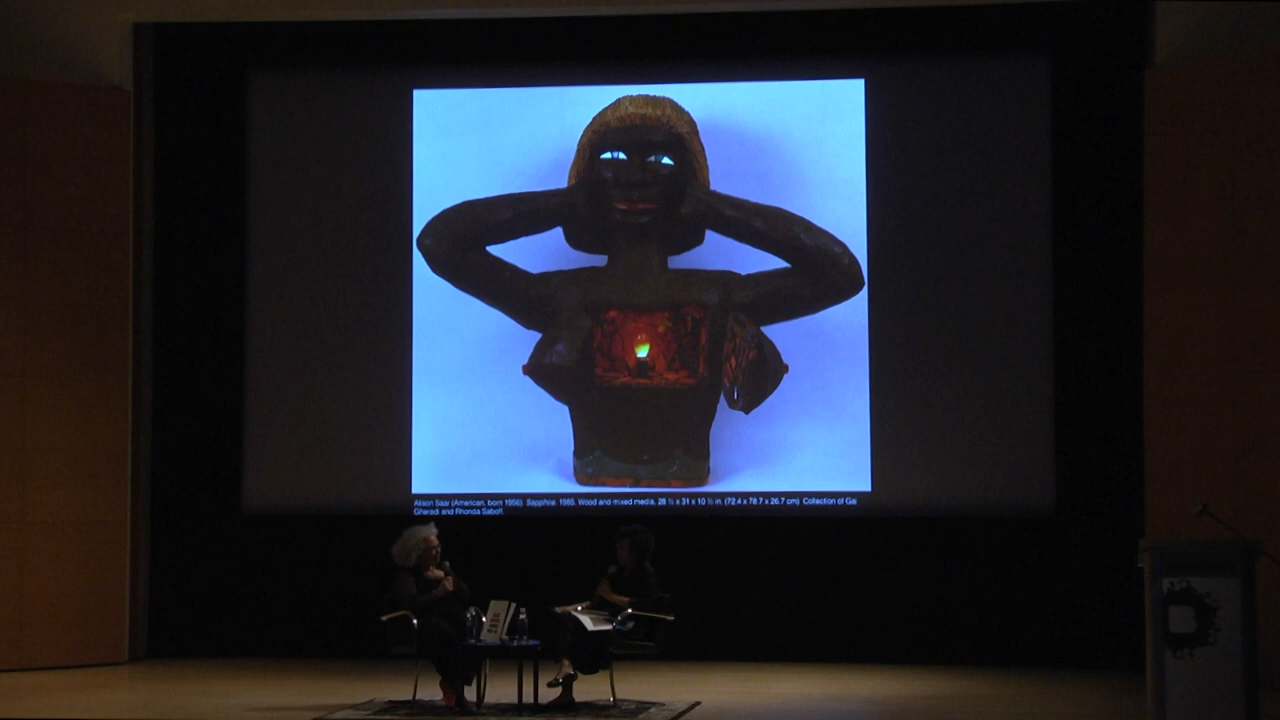 Alison Saar (American, born 1956). Sapphire, 1985. Wood and mixed media, 28 ½ x 31 x 10 ½ in. (72.4 x 78.7 x 26.7 cm) Collection of Gai
Gherardi and Rhonda Saboff.